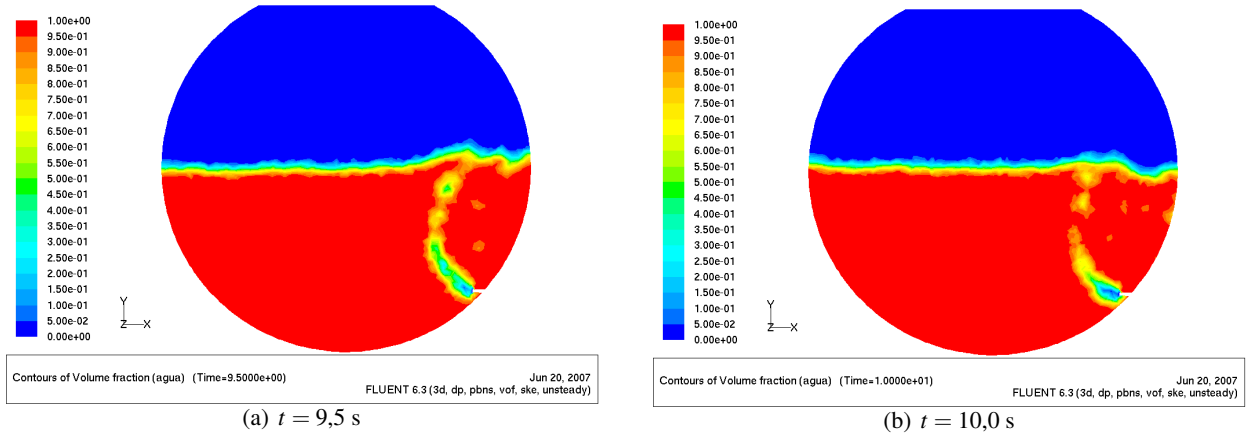 1.00e+00
9.50e-01
9.00e-01
8.50e-01
8.00e-01
7.50e-01
7.00e-01
6.50e-01
6.00e-01
5.50e-01
5.00e-01
4.50e-01
4.00e-01
3.50e-01
3.00e-01
2.50e-01
2.00e-01
1.50e-01
1.00e-01
5.00e-02
0.00e+00
Y
Z X
Contours of Volume fraction (agua) (Time=9.5000e+00)
Jun 20, 2007
FLUENT 6.3 (3d, dp, pbns, vof, ske, unsteady)
(a) t = 9,5 s
1.00e+00
9.50e-01
9.00e-01
8.50e-01
8.00e-01
7.50e-01
7.00e-01
6.50e-01
6.00e-01
5.50e-01
5.00e-01
4.50e-01
4.00e-01
3.50e-01
3.00e-01
2.50e-01
2.00e-01
1.50e-01
1.00e-01
5.00e-02
0.00e+00
Y
Z X
Contours of Volume fraction (agua) (Time=1.0000e+01)
Jun 20, 2007
FLUENT 6.3 (3d, dp, pbns, vof, ske, unsteady)
(b) t = 10,0 s